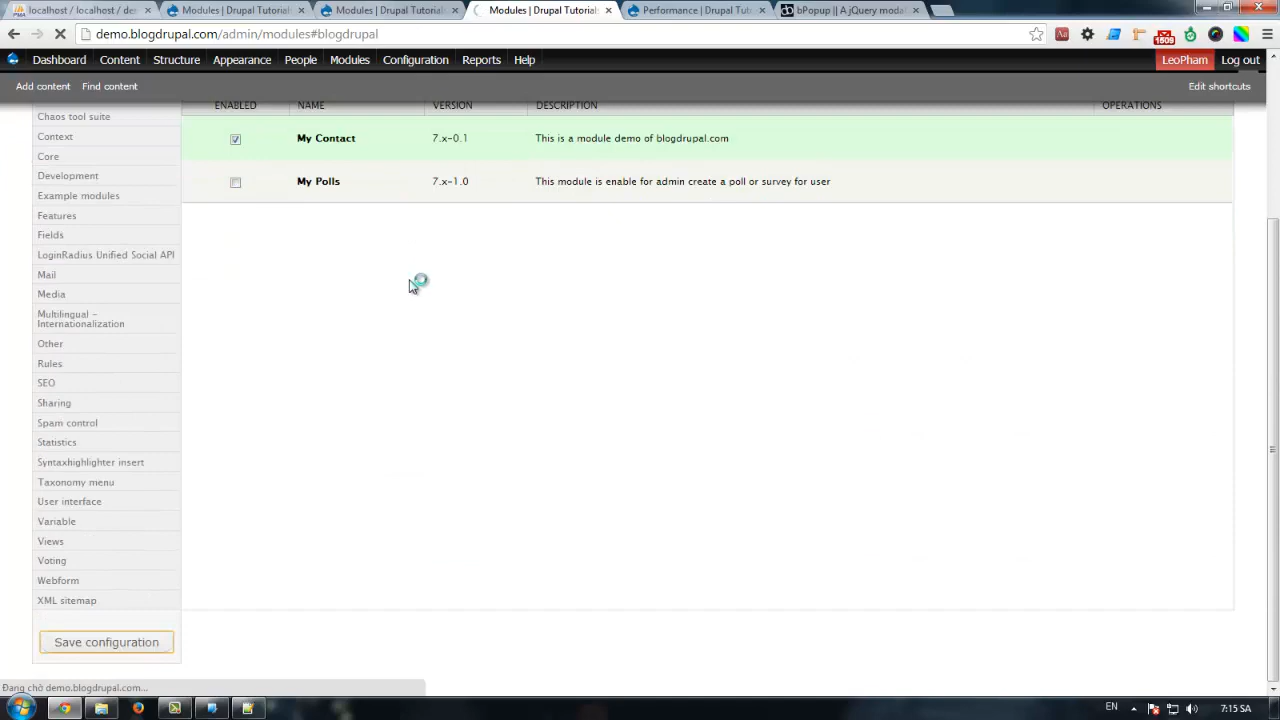 localhost / localhost / der
Modules | Drupal Tutorials
Modules | Drupal Tutorials
Modules | Drupal Tutorials
Performance | Drupal Tut
bPopup || A jQuery modal
demo.blogdrupal.com/admin/modules#blogdrupal
1509
Dashboard Content Structure Appearance People Modules Configuration Reports Help LeoPham Log out
Add content Find content Edit shortcuts
ENABLED NAME VERSION DESCRIPTION OPERATIONS
My Contact 7.x-0.1 This is a module demo of blogdrupal.com
My Polls 7.x-1.0 This module is enable for admin create a poll or survey for user
Chaos tool suite
Context
Core
Development
Example modules
Features
Fields
LoginRadius Unified Social API
Mail
Media
Multilingual -
Internationalization
Other
Rules
SEO
Sharing
Spam control
Statistics
Syntaxhighlighter insert
Taxonomy menu
User interface
Variable
Views
Voting
Webform
XML sitemap
Save configuration
Đang chờ demo.blogdrupal.com...
EN
7:15 SA